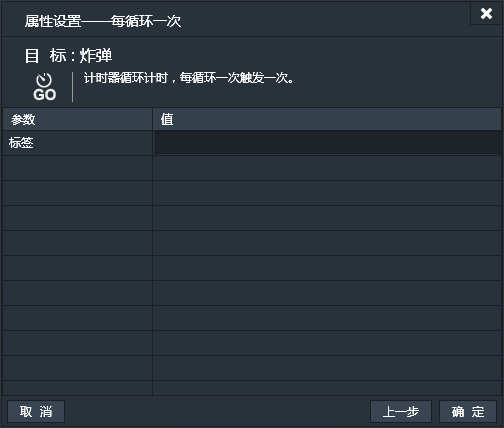 属性设置——每循环一次
目 标：炸弹
GO
计时器循环计时，每循环一次触发一次。
参数 值
标签
取 消 上一步 确 定